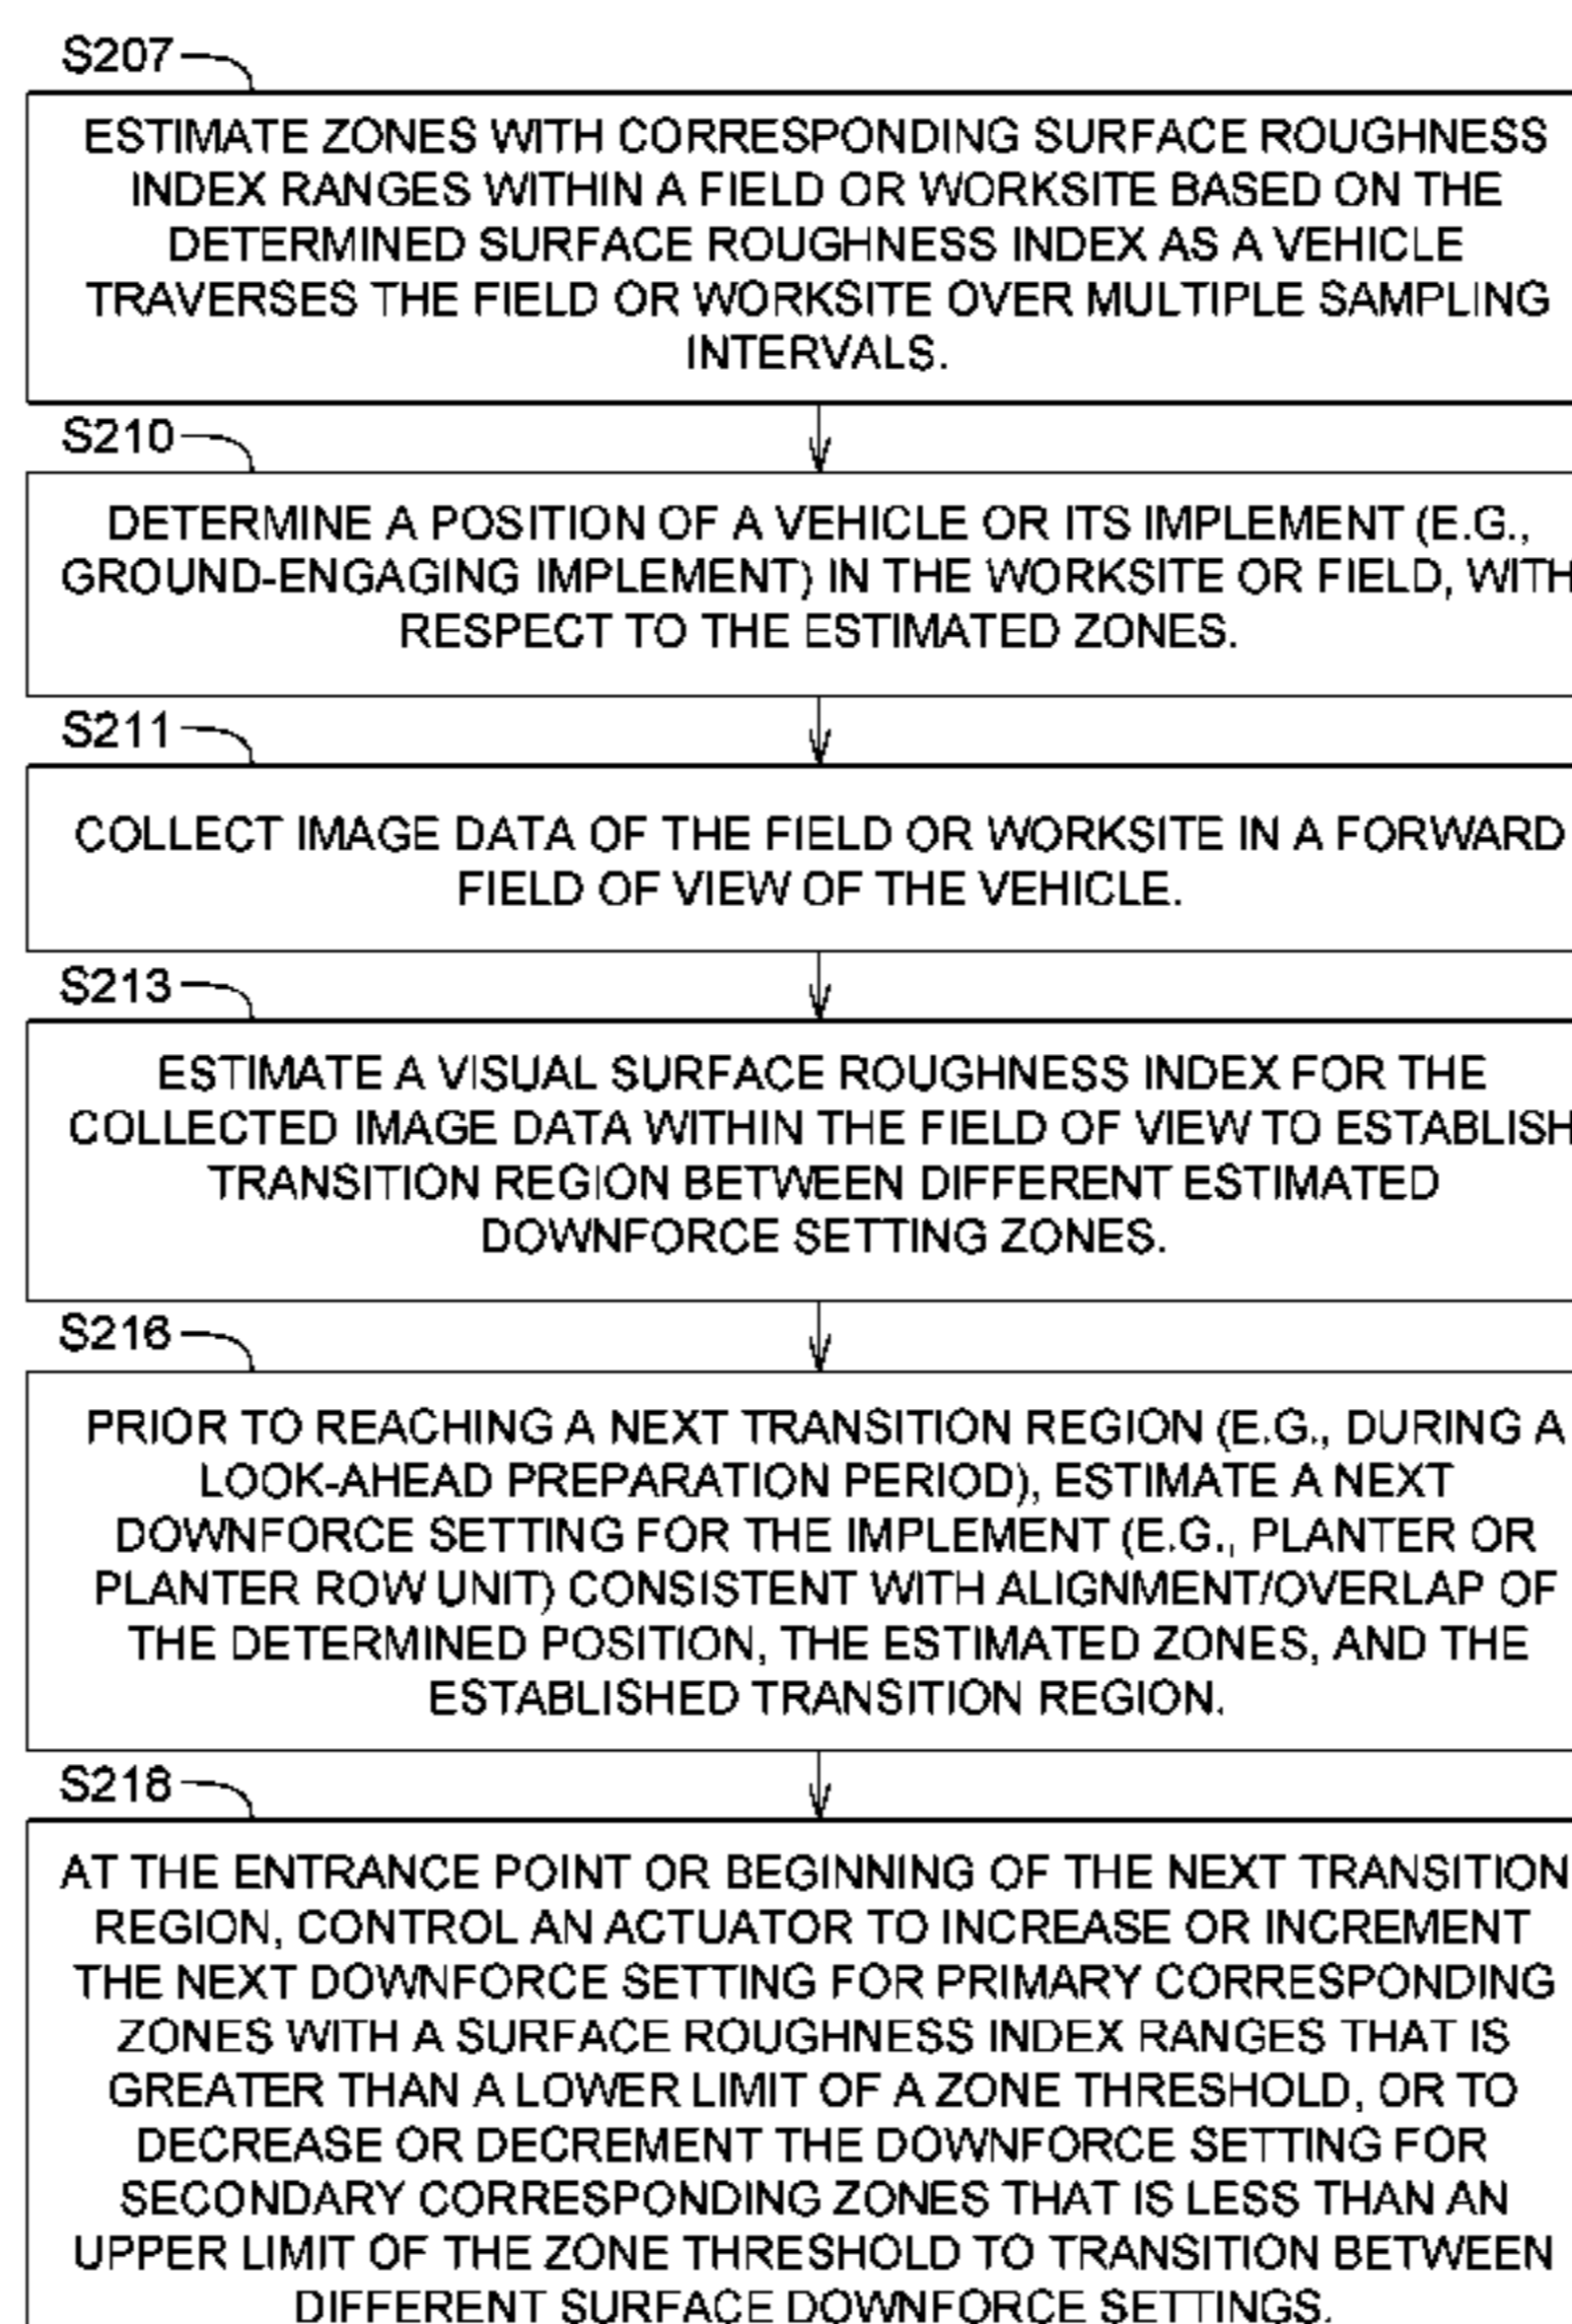 S207
ESTIMATE ZONES WITH CORRESPONDING SURFACE ROUGHNESS
INDEX RANGES WITHIN A FIELD OR WORKSITE BASED ON THE
DETERMINED SURFACE ROUGHNESS INDEX AS A VEHICLE
TRAVERSES THE FIELD OR WORKSITE OVER MULTIPLE SAMPLING
INTERVALS.
S210
DETERMINE A POSITION OF A VEHICLE OR ITS IMPLEMENT (E.G.,
GROUND-ENGAGING IMPLEMENT) IN THE WORKSITE OR FIELD, WITH
RESPECT TO THE ESTIMATED ZONES.
S211
COLLECT IMAGE DATA OF THE FIELD OR WORKSITE IN A FORWARD
FIELD OF VIEW OF THE VEHICLE.
S213
ESTIMATE A VISUAL SURFACE ROUGHNESS INDEX FOR THE
COLLECTED IMAGE DATA WITHIN THE FIELD OF VIEW TO ESTABLISH
TRANSITION REGION BETWEEN DIFFERENT ESTIMATED
DOWNFORCE SETTING ZONES.
S216
PRIOR TO REACHING A NEXT TRANSITION REGION (E.G., DURING A
LOOK-AHEAD PREPARATION PERIOD), ESTIMATE A NEXT
DOWNFORCE SETTING FOR THE IMPLEMENT (E.G., PLANTER OR
PLANTER ROW UNIT) CONSISTENT WITH ALIGNMENT/OVERLAP OF
THE DETERMINED POSITION, THE ESTIMATED ZONES, AND THE
ESTABLISHED TRANSITION REGION.
S218
AT THE ENTRANCE POINT OR BEGINNING OF THE NEXT TRANSITION
REGION, CONTROL AN ACTUATOR TO INCREASE OR INCREMENT
THE NEXT DOWNFORCE SETTING FOR PRIMARY CORRESPONDING
ZONES WITH A SURFACE ROUGHNESS INDEX RANGES THAT IS
GREATER THAN A LOWER LIMIT OF A ZONE THRESHOLD, OR TO
DECREASE OR DECREMENT THE DOWNFORCE SETTING FOR
SECONDARY CORRESPONDING ZONES THAT IS LESS THAN AN
UPPER LIMIT OF THE ZONE THRESHOLD TO TRANSITION BETWEEN
DIFFERENT SURFACE DOWNFORCE SETTINGS.